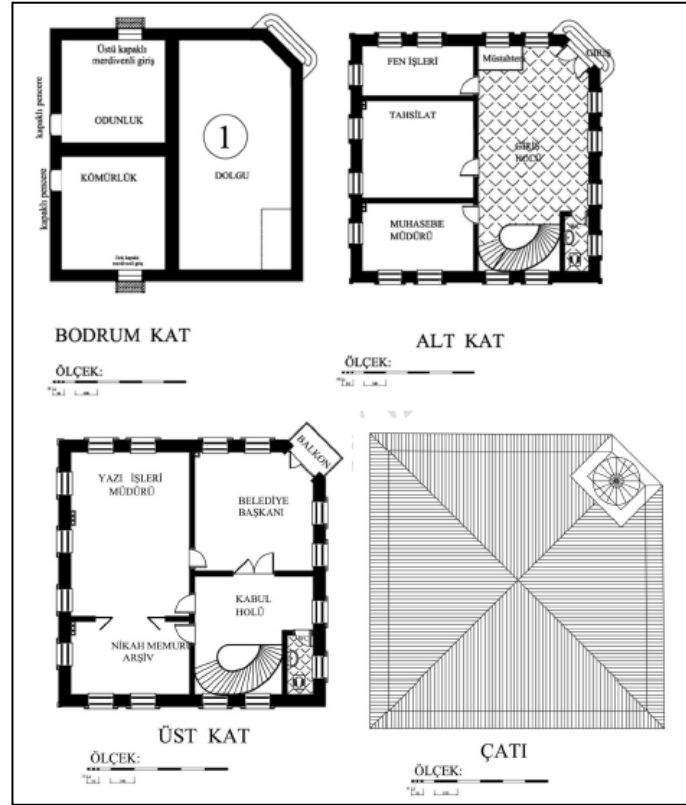 Üstü kapaklı
merdivenli giriş
kapaklı pencere
ODUNLUK
1
kapaklı pencere
KÖMÜRLÜK
DOLGU
Üstü kapaklı
merdivenli giriş
BODRUM KAT
ÖLÇEK:
FEN İŞLERİ
Müstahdem
GİRİŞ
TAHSİLAT
GİRİŞ
HOLÜ
MUHASEBE
MÜDÜRÜ
ALT KAT
ÖLÇEK:
YAZI İŞLERİ
MÜDÜRÜ
BALKON
BELEDİYE
BAŞKANI
KABUL
HOLÜ
NİKAH MEMURU
ARŞİV
WC
ÜST KAT
ÖLÇEK:
ÇATI
ÖLÇEK: